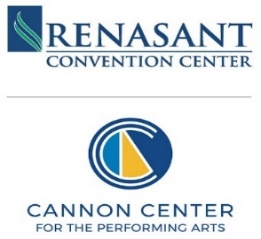 RENASANT
CONVENTION CENTER
CANNON CENTER
FOR THE PERFORMING ARTS